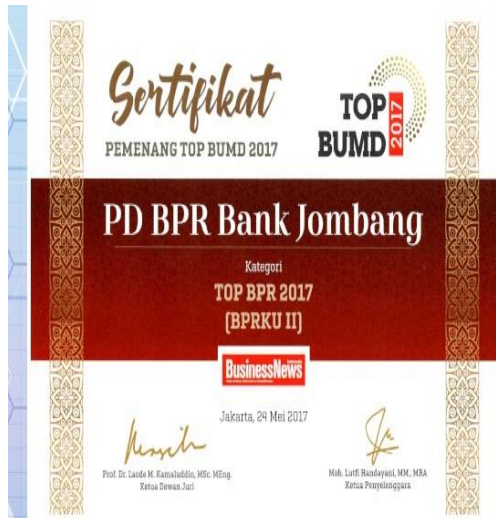 Sertifikat
PEMENANG TOP BUMD 2017
TOP
BUMD
2017
PD BPR Bank Jombang
Kategori
TOP BPR 2017
(BPRKU II)
BusinessNews
Jakarta, 24 Mei 2017
Prof. Dr. Laode M. Kamaluddin, MSc. MEng.
Ketua Dewan Juri
Moh. Lutfi Handayani, MM., MBA
Ketua Penyelenggara